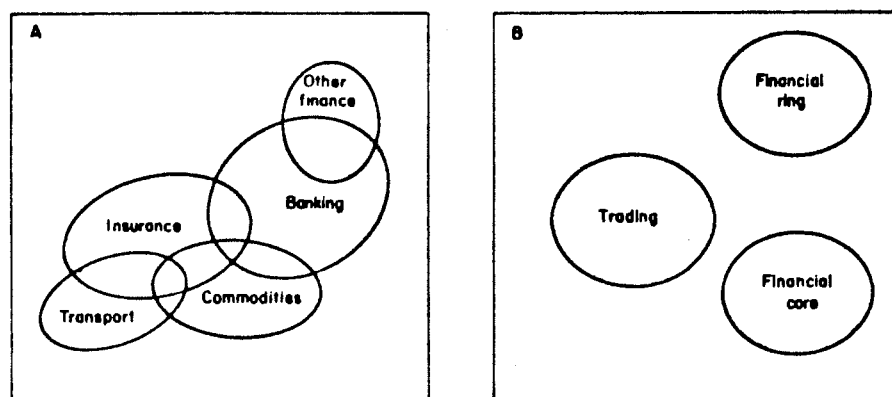 A
Other
finance
Banking
Insurance
Commodities
Transport
B
Financial
ring
Trading
Financial
core